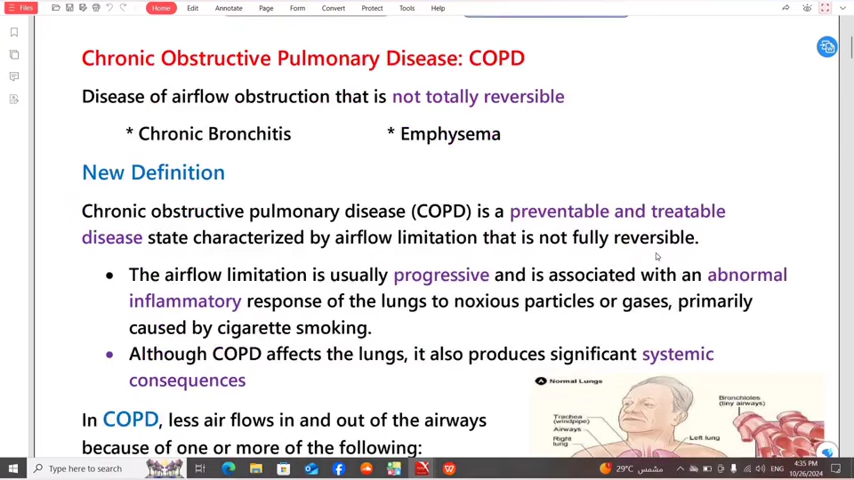 Files
Home
Edit
Annotate
Page
Form
Convert
Protect
Tools
Help
Chronic Obstructive Pulmonary Disease: COPD
Disease of airflow obstruction that is not totally reversible
* Chronic Bronchitis * Emphysema
New Definition
Chronic obstructive pulmonary disease (COPD) is a preventable and treatable
disease state characterized by airflow limitation that is not fully reversible.
• The airflow limitation is usually progressive and is associated with an abnormal
inflammatory response of the lungs to noxious particles or gases, primarily
caused by cigarette smoking.
• Although COPD affects the lungs, it also produces significant systemic
consequences
In COPD, less air flows in and out of the airways
because of one or more of the following:
A Normal Lungs
Bronchioles
(tiny airways)
Trachea
(windpipe)
Airways
Right
lung
Left lung
Type here to search
29°C مشمس
ENG
4:35 PM
10/26/2024